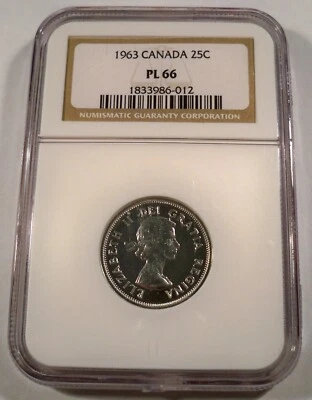 1963 CANADA 25C
PL 66
1833986-012
NUMISMATIC GUARANTY CORPORATION
ELIZABETH II DEI GRATIA REGINA